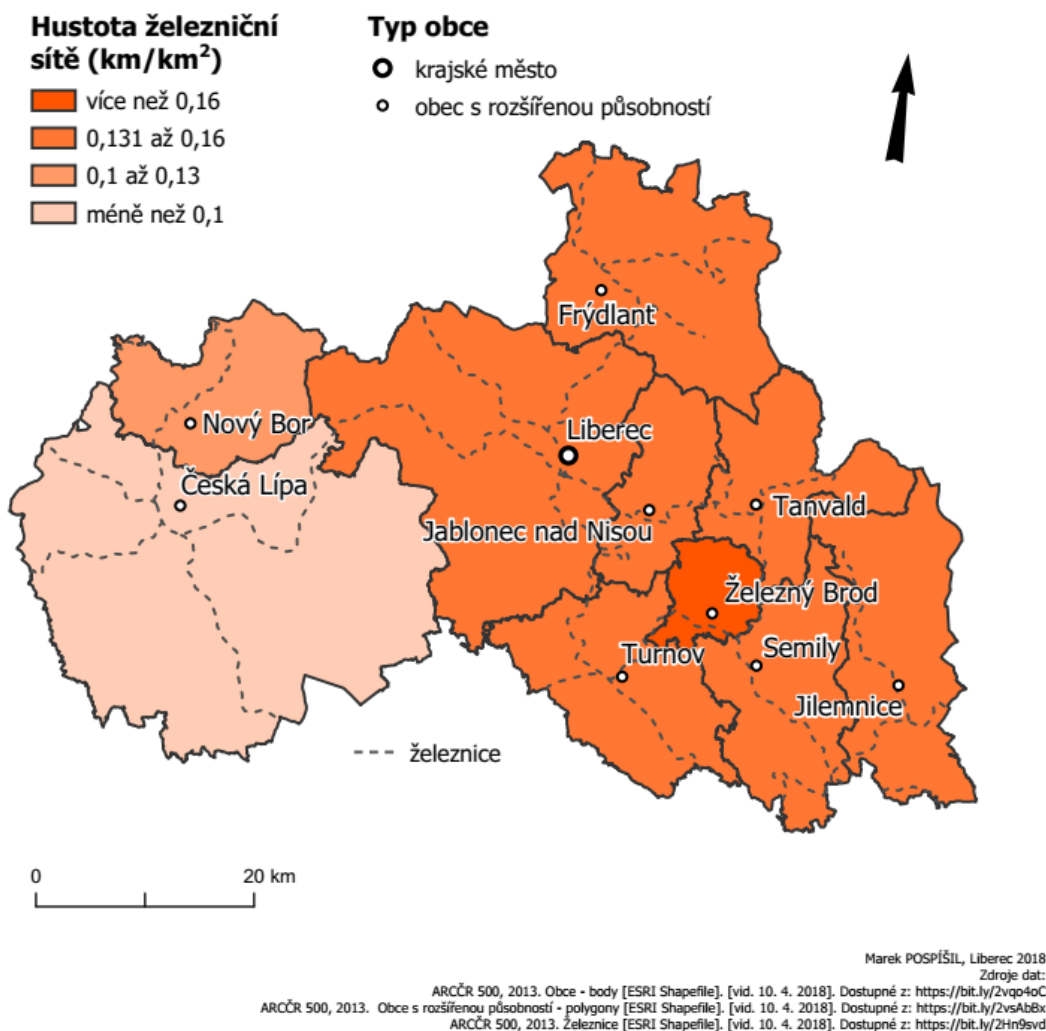 Hustota železniční
sítě (km/km²)
více než 0,16
0,131 až 0,16
0,1 až 0,13
méně než 0,1
Typ obce
krajské město
obec s rozšířenou působností
Frýdlant
Nový Bor
Liberec
Česká Lípa
Tanvald
Jablonec nad Nisou
Železný Brod
Turnov
Semily
Jilemnice
železnice
0 20 km
Marek POSPÍŠIL, Liberec 2018
Zdroje dat:
ARCČR 500, 2013. Obce - body [ESRI Shapefile]. [vid. 10. 4. 2018]. Dostupné z: https://bit.ly/2vqo4oC
ARCČR 500, 2013. Obce s rozšířenou působností - polygony [ESRI Shapefile]. [vid. 10. 4. 2018]. Dostupné z: https://bit.ly/2vsAbBx
ARCČR 500, 2013. Železnice [ESRI Shapefile]. [vid. 10. 4. 2018]. Dostupné z: https://bit.ly/2Hn9svd